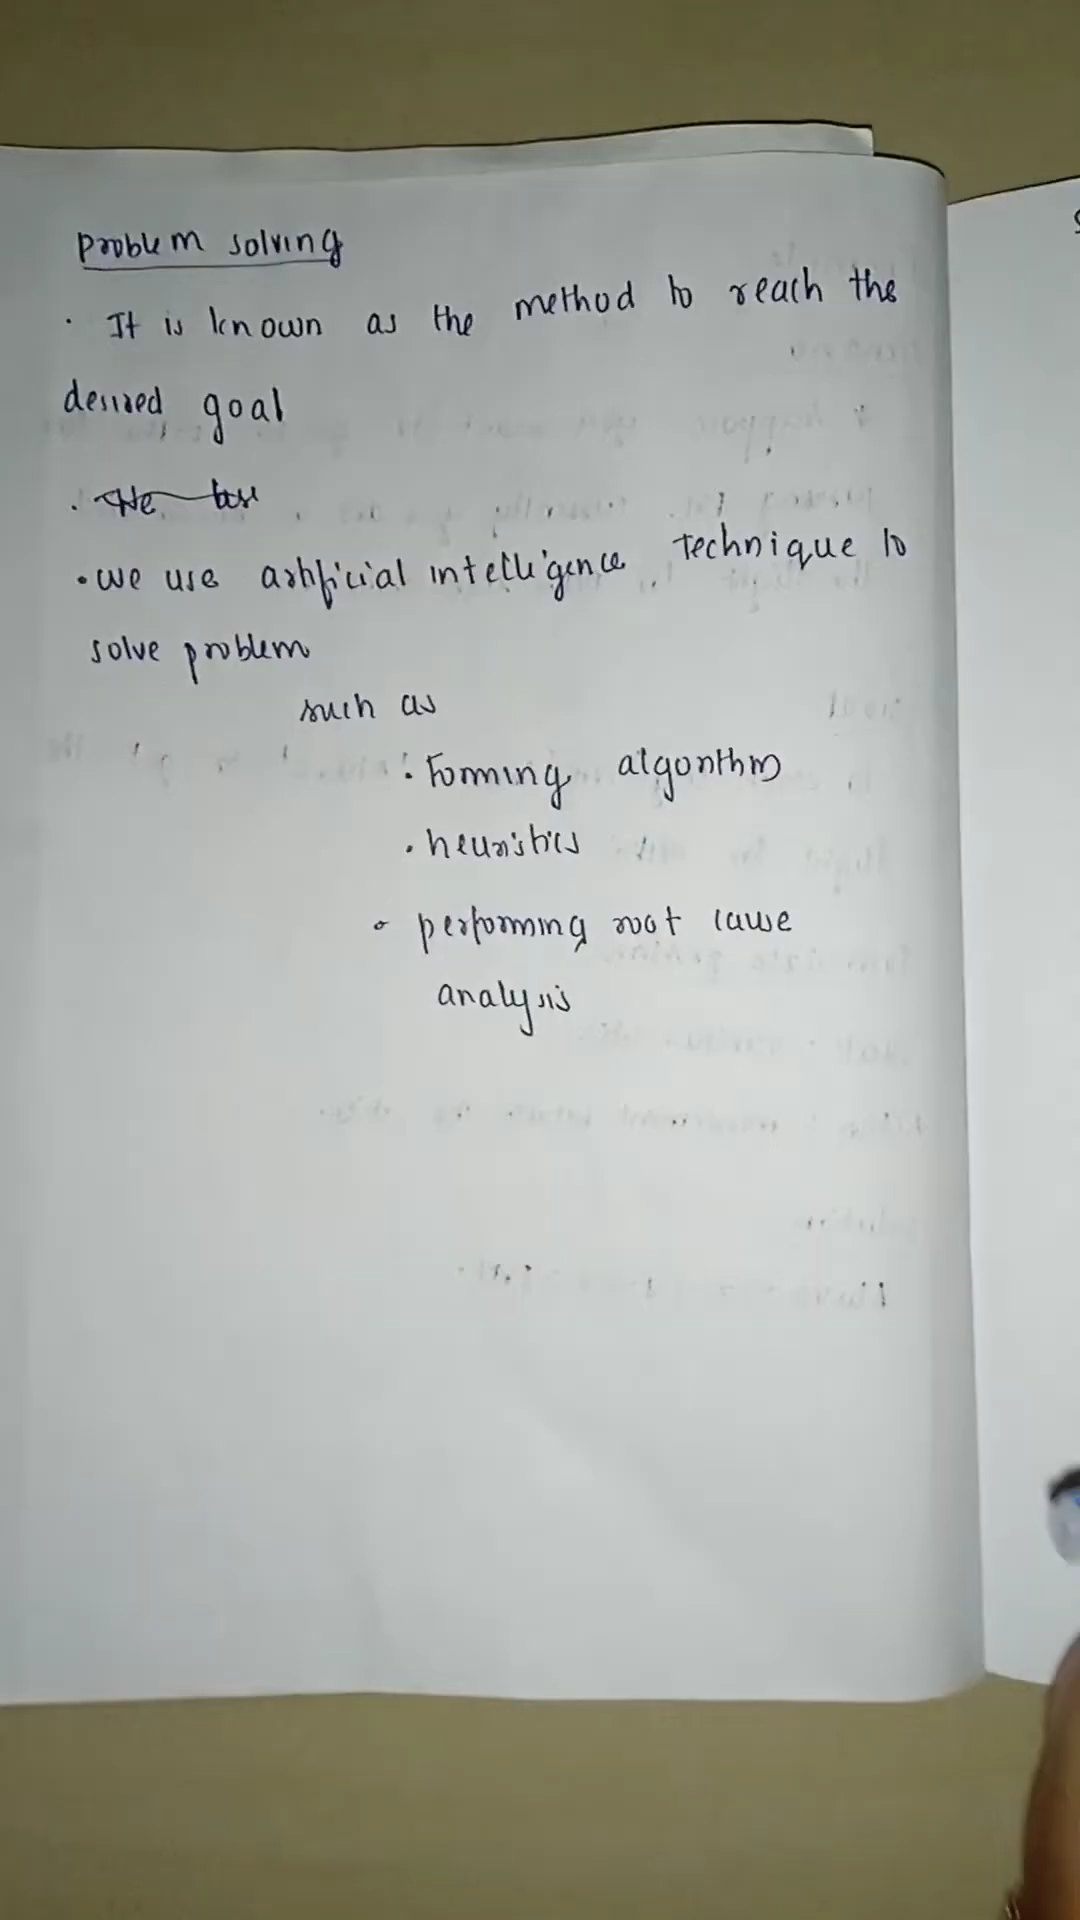 Problem solving
· It is known as the method to reach the
desired goal
·
· we use artificial intelligence technique to
solve problem
such as
· Forming algorithm
· heuristics
· performing root cause
analysis